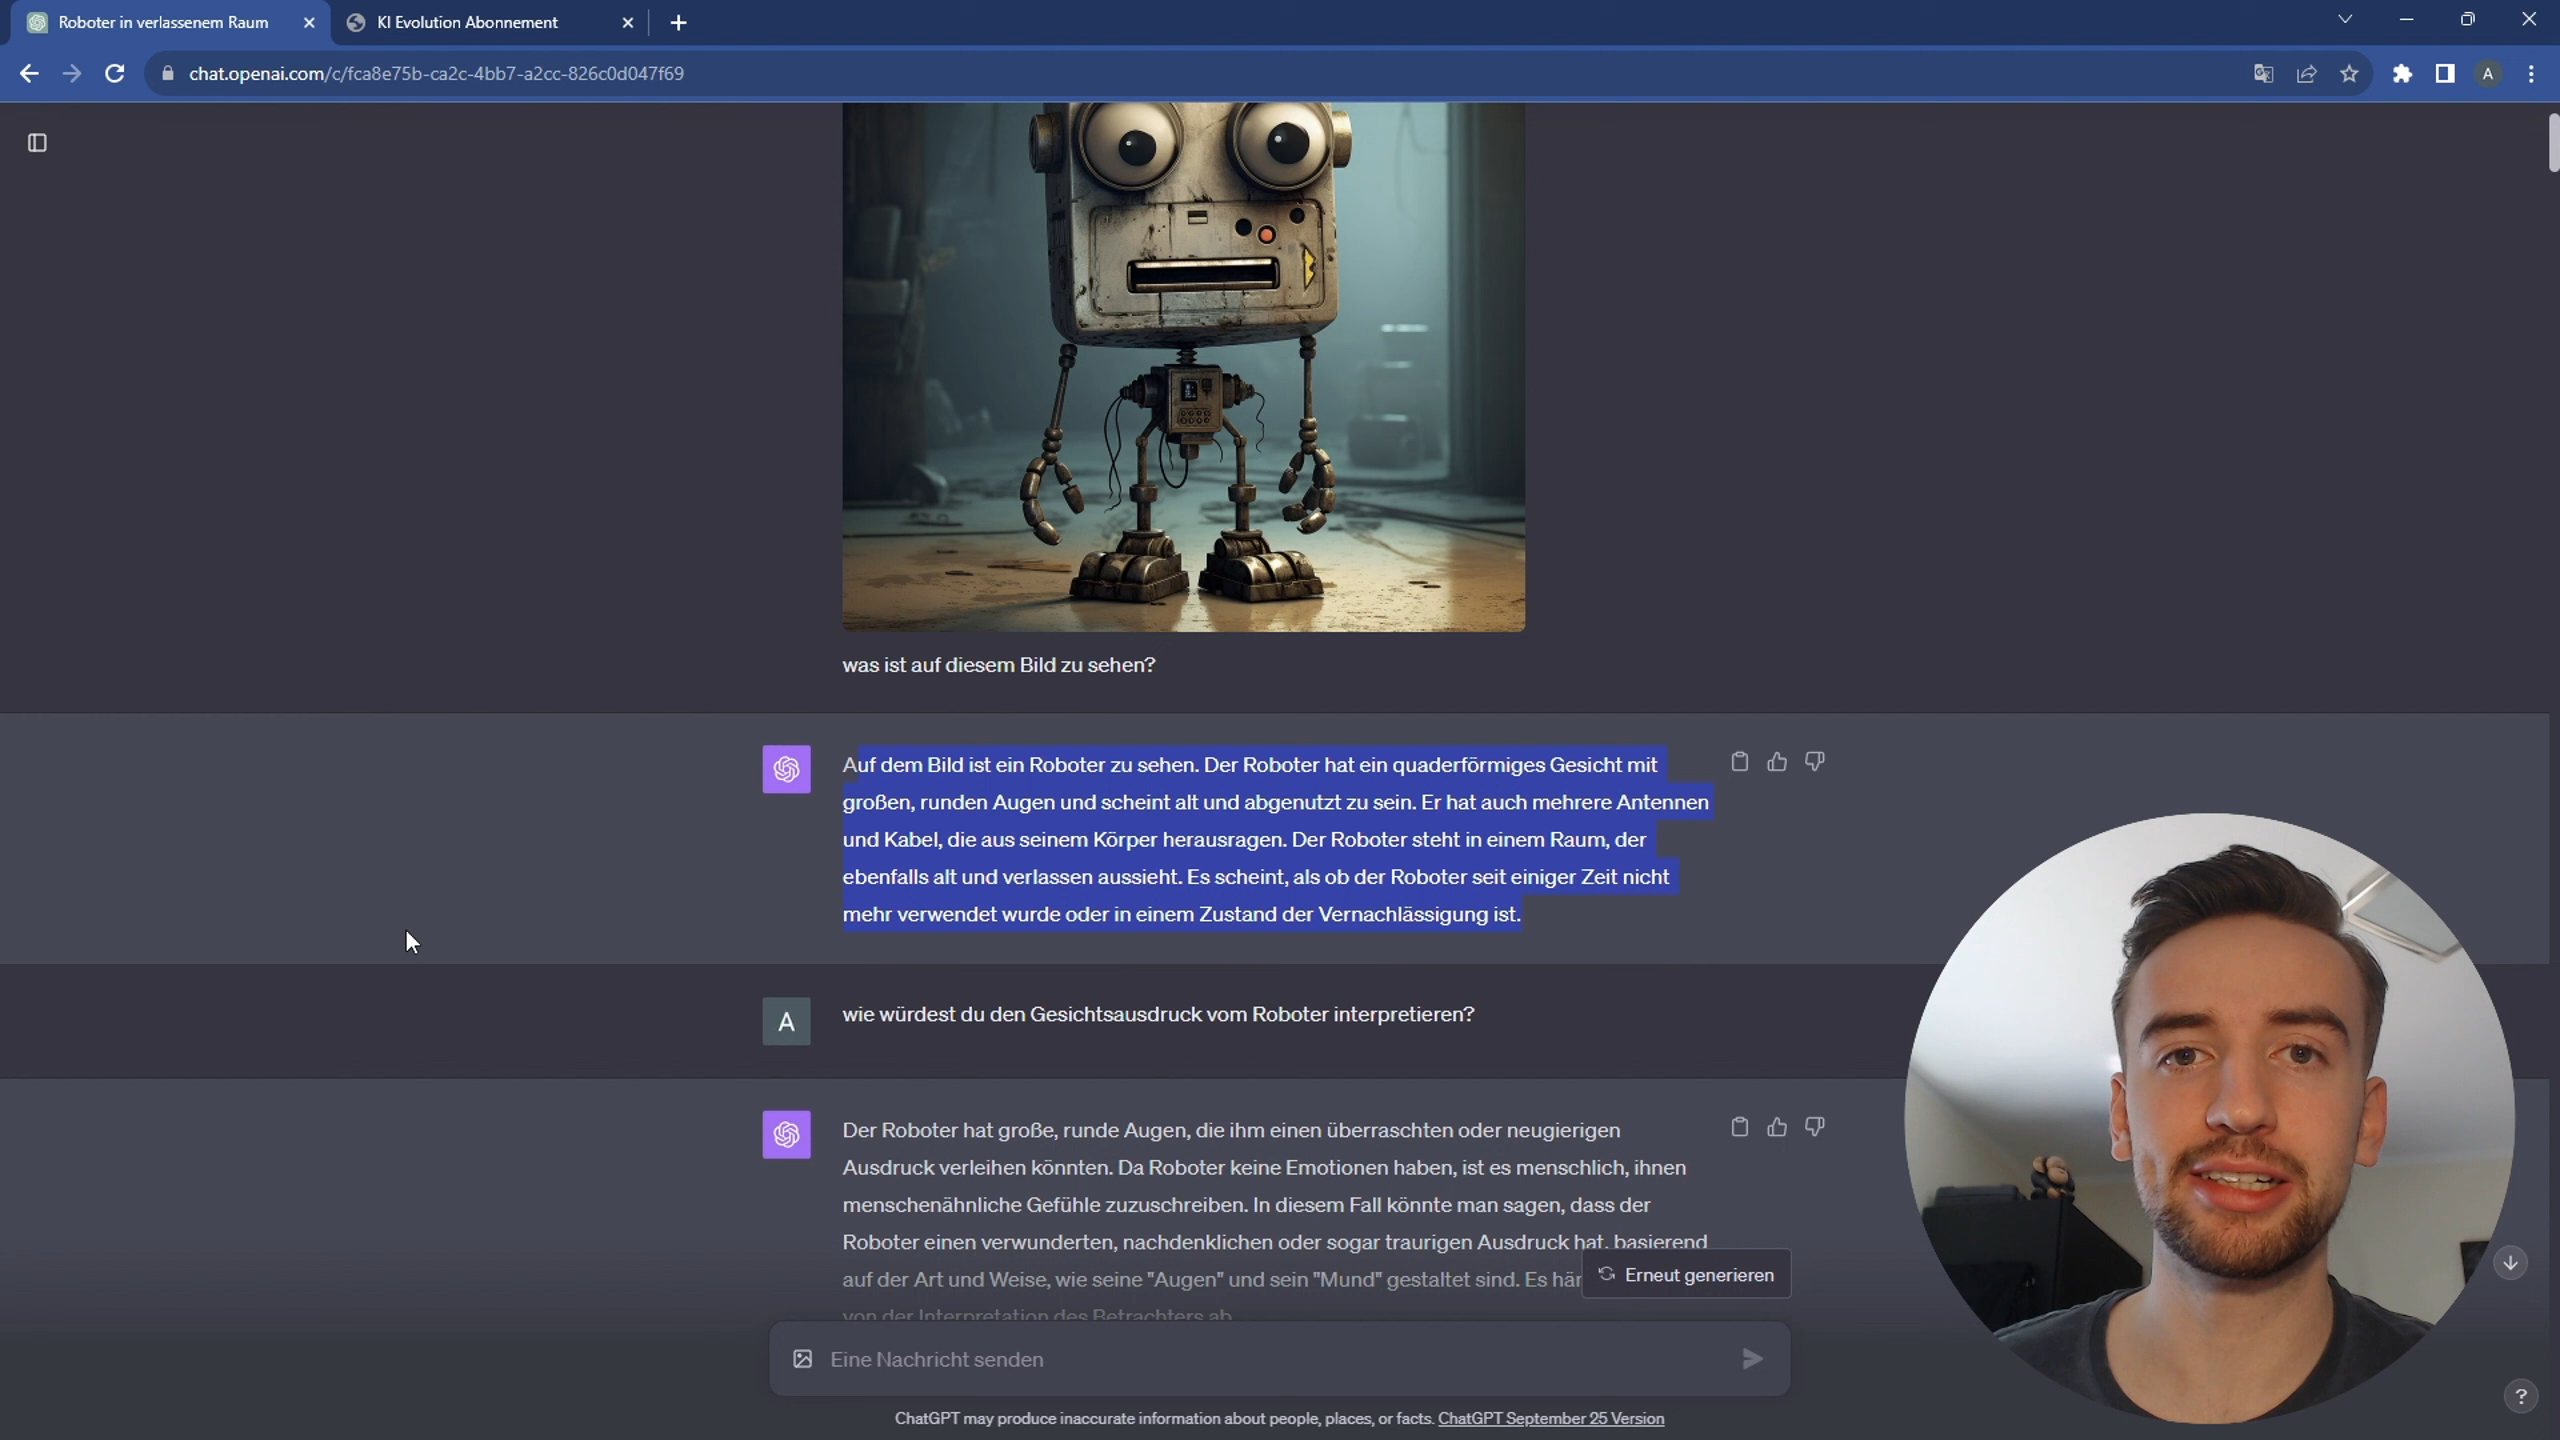 Roboter in verlassenem Raum
KI Evolution Abonnement
chat.openai.com/c/fca8e75b-ca2c-4bb7-a2cc-826c0d047f69
A
was ist auf diesem Bild zu sehen?
Auf dem Bild ist ein Roboter zu sehen. Der Roboter hat ein quaderförmiges Gesicht mit
großen, runden Augen und scheint alt und abgenutzt zu sein. Er hat auch mehrere Antennen
und Kabel, die aus seinem Körper herausragen. Der Roboter steht in einem Raum, der
ebenfalls alt und verlassen aussieht. Es scheint, als ob der Roboter seit einiger Zeit nicht
mehr verwendet wurde oder in einem Zustand der Vernachlässigung ist.
A
wie würdest du den Gesichtsausdruck vom Roboter interpretieren?
Der Roboter hat große, runde Augen, die ihm einen überraschten oder neugierigen
Ausdruck verleihen könnten. Da Roboter keine Emotionen haben, ist es menschlich, ihnen
menschenähnliche Gefühle zuzuschreiben. In diesem Fall könnte man sagen, dass der
Roboter einen verwunderten, nachdenklichen oder sogar traurigen Ausdruck hat, basierend
auf der Art und Weise, wie seine "Augen" und sein "Mund" gestaltet sind. Es hän
von der Interpretation des Betrachters ab.
Erneut generieren
Eine Nachricht senden
ChatGPT may produce inaccurate information about people, places, or facts. ChatGPT September 25 Version
?